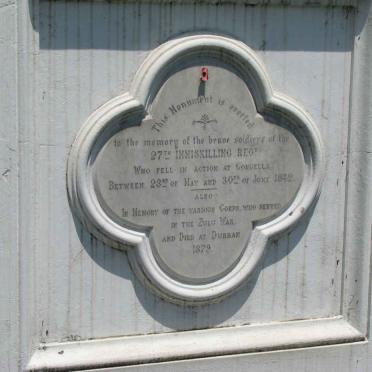 This Monument is erected
to the memory of the brave soldiers of the
27TH INNISKILLING REGT
WHO FELL IN ACTION AT CONGELLA
BETWEEN 23RD OF MAY AND 30TH OF JUNE 1842
ALSO
IN MEMORY OF THE VARIOUS CORPS, WHO SERVED
IN THE ZULU WAR,
AND DIED AT DURBAN
1879